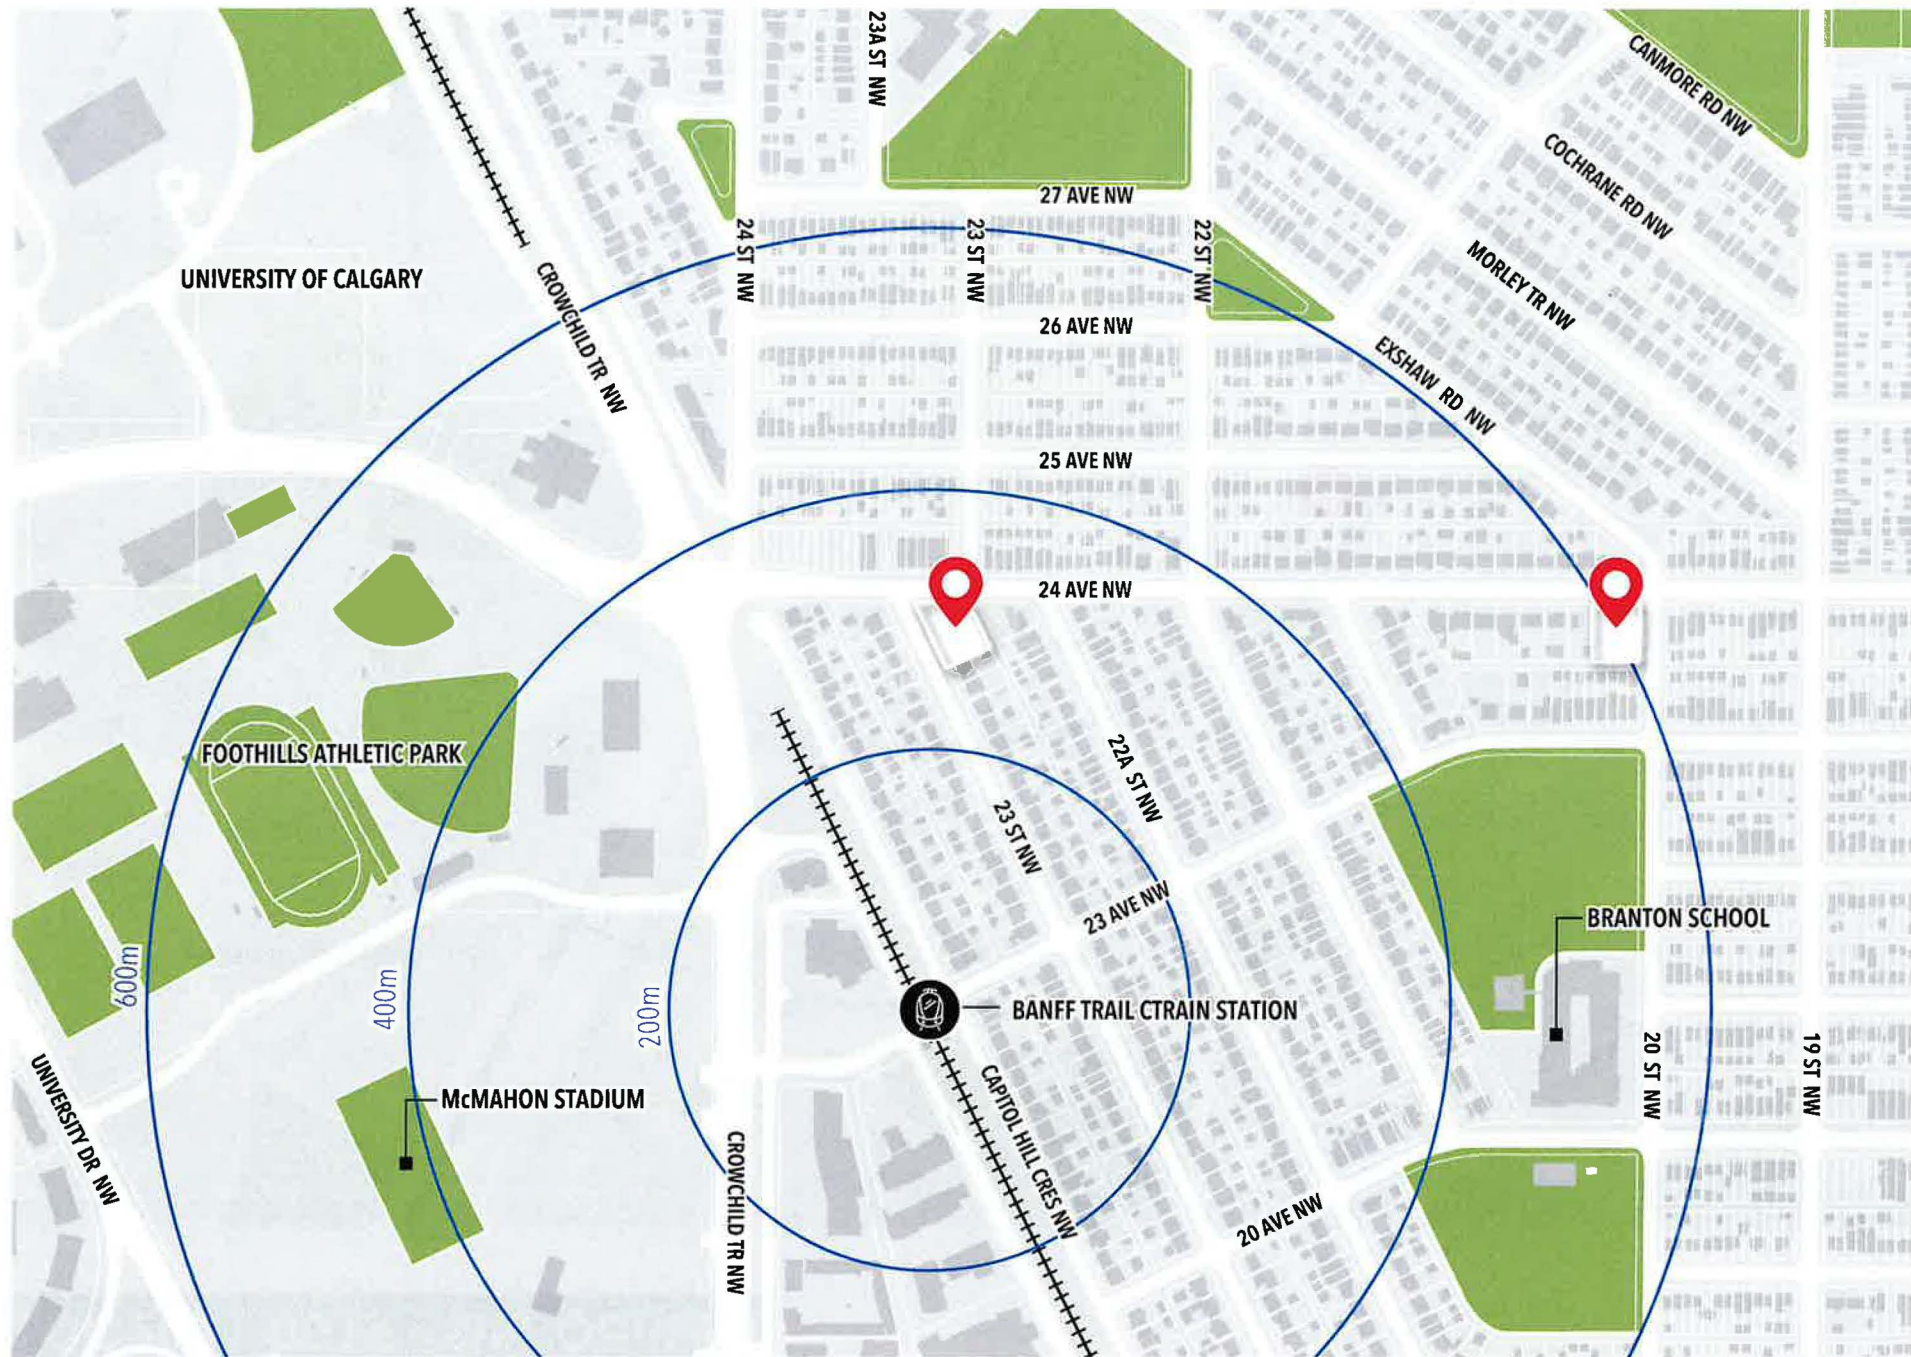 23A ST NW
CANMORE RD NW
COCHRANE RD NW
27 AVE NW
24 ST NW
23 ST NW
22 ST NW
MORLEY TR NW
UNIVERSITY OF CALGARY
CROWCHILD TR NW
26 AVE NW
EXSHAW RD NW
25 AVE NW
24 AVE NW
FOOTHILLS ATHLETIC PARK
22A ST NW
23 ST NW
23 AVE NW
BRANTON SCHOOL
600m
400m
200m
BANFF TRAIL CTRAIN STATION
UNIVERSITY DR NW
McMAHON STADIUM
CAPITOL HILL CRES NW
20 ST NW
19 ST NW
CROWCHILD TR NW
20 AVE NW